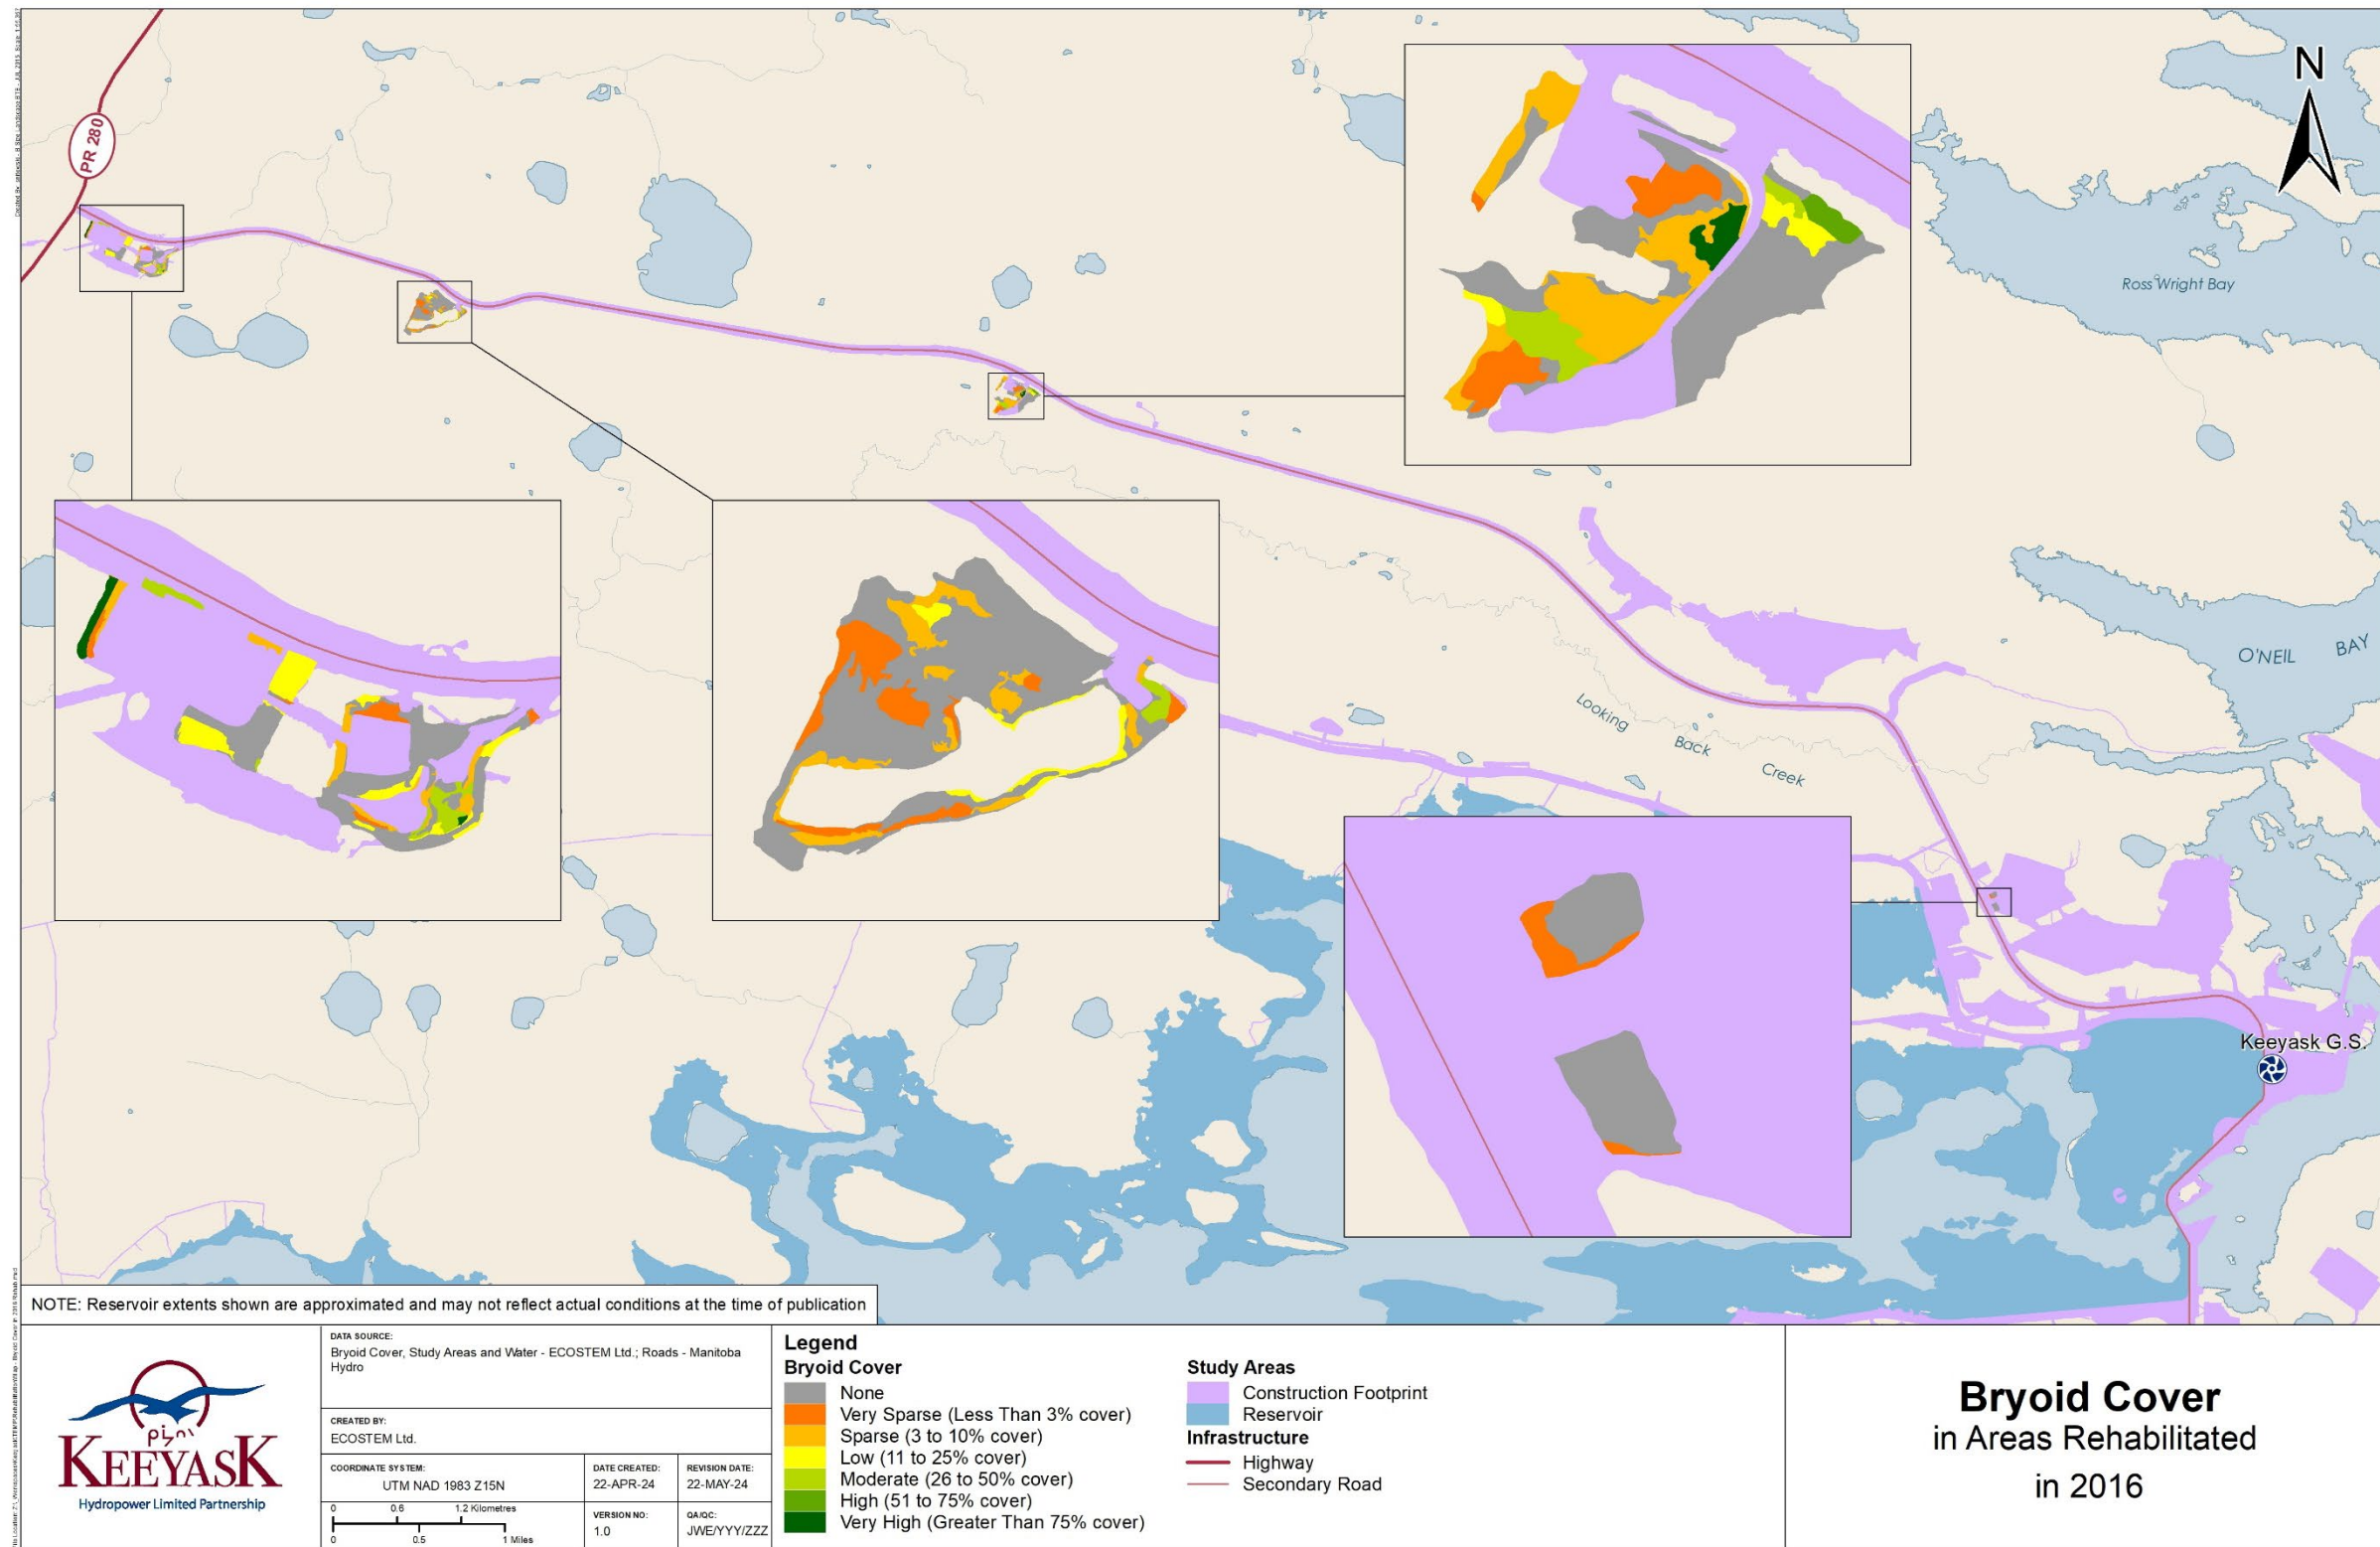 PR 280
N
Ross Wright Bay
O'NEIL BAY
Looking Back Creek
Keeyask G.S.
NOTE: Reservoir extents shown are approximated and may not reflect actual conditions at the time of publication
KEEYASK
Hydropower Limited Partnership
DATA SOURCE:
Bryoid Cover, Study Areas and Water - ECOSTEM Ltd.; Roads - Manitoba
Hydro
CREATED BY:
ECOSTEM Ltd.
COORDINATE SYSTEM:
UTM NAD 1983 Z15N
DATE CREATED:
22-APR-24
REVISION DATE:
22-MAY-24
0 0.6 1.2 Kilometres
0 0.5 1 Miles
VERSION NO:
1.0
QA/QC:
JWE/YYY/ZZZ
Legend
Bryoid Cover
None
Very Sparse (Less Than 3% cover)
Sparse (3 to 10% cover)
Low (11 to 25% cover)
Moderate (26 to 50% cover)
High (51 to 75% cover)
Very High (Greater Than 75% cover)
Study Areas
Construction Footprint
Reservoir
Infrastructure
Highway
Secondary Road
Bryoid Cover
in Areas Rehabilitated
in 2016